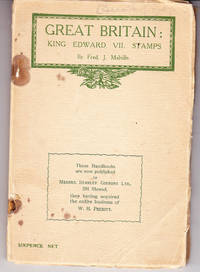 GREAT BRITAIN:
KING EDWARD VII. STAMPS
By Fred. J. Melville.
These Handbooks
are now published
by
Messrs. Stanley Gibbons Ltd.,
391 Strand,
they having acquired
the entire business of
W. H. Peckitt.
SIXPENCE NET